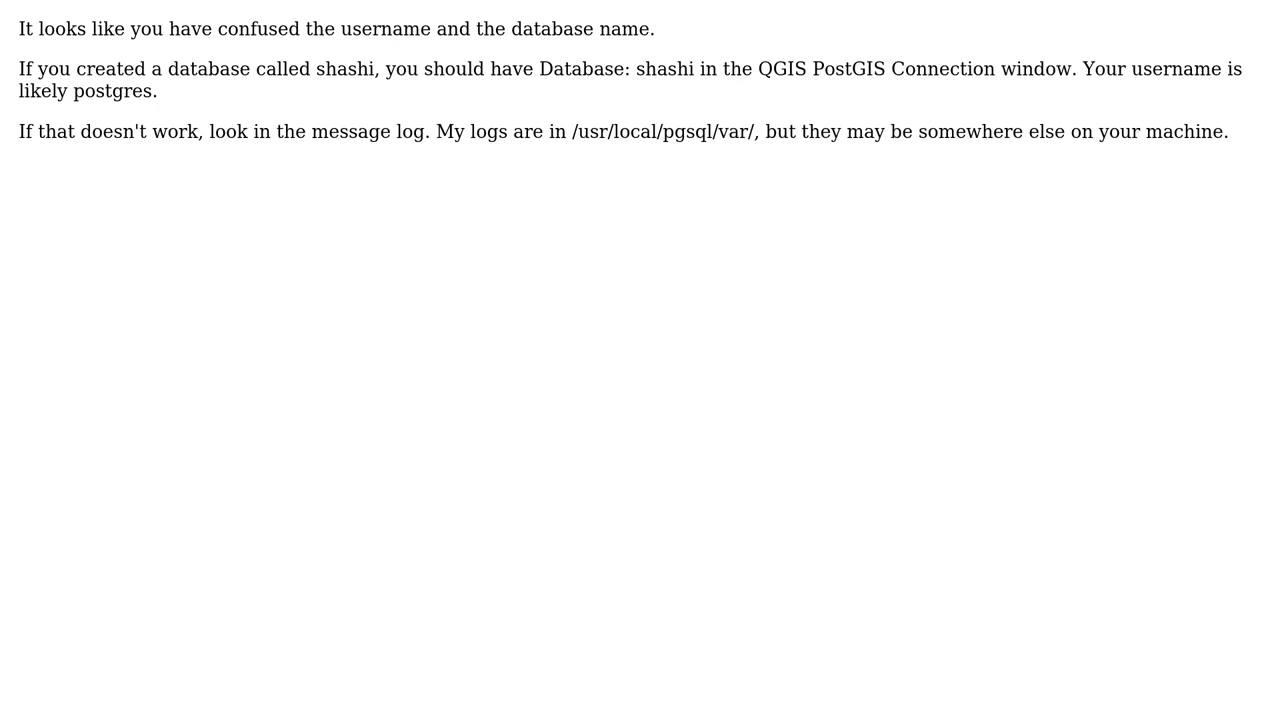 It looks like you have confused the username and the database name.
If you created a database called shashi, you should have Database: shashi in the QGIS PostGIS Connection window. Your username is
likely postgres.
If that doesn't work, look in the message log. My logs are in /usr/local/pgsql/var/, but they may be somewhere else on your machine.